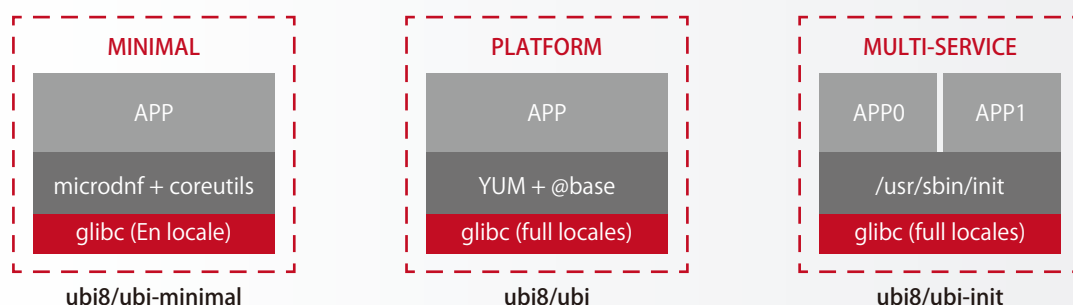 MINIMAL
APP
microdnf + coreutils
glibc (En locale)
ubi8/ubi-minimal
PLATFORM
APP
YUM + @base
glibc (full locales)
ubi8/ubi
MULTI-SERVICE
APP0 APP1
/usr/sbin/init
glibc (full locales)
ubi8/ubi-init